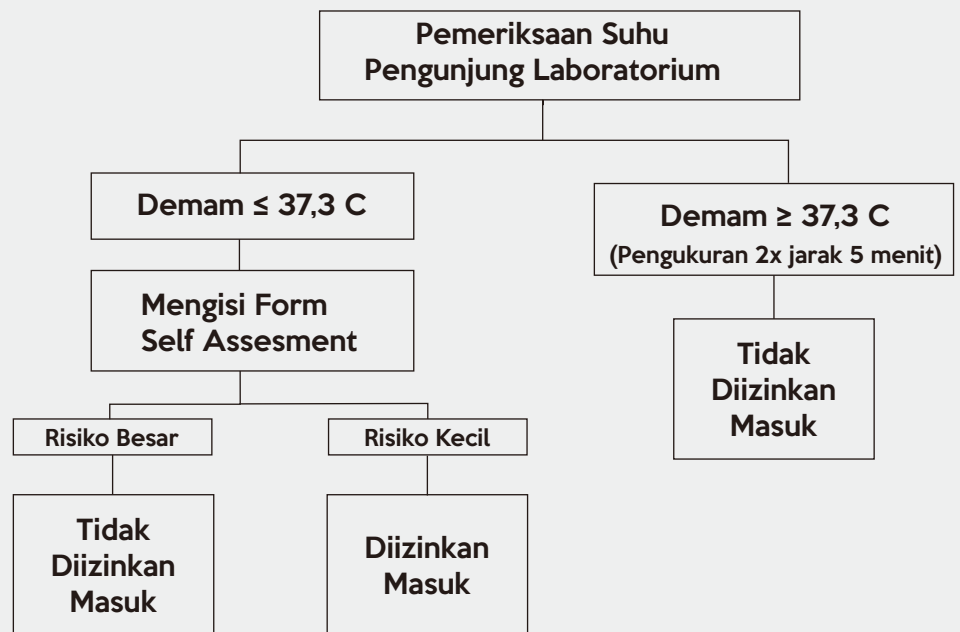 Pemeriksaan Suhu
Pengunjung Laboratorium
Demam ≤ 37,3 C
Demam ≥ 37,3 C
(Pengukuran 2x jarak 5 menit)
Mengisi Form
Self Assesment
Tidak
Diizinkan
Masuk
Risiko Besar
Risiko Kecil
Tidak
Diizinkan
Masuk
Diizinkan
Masuk